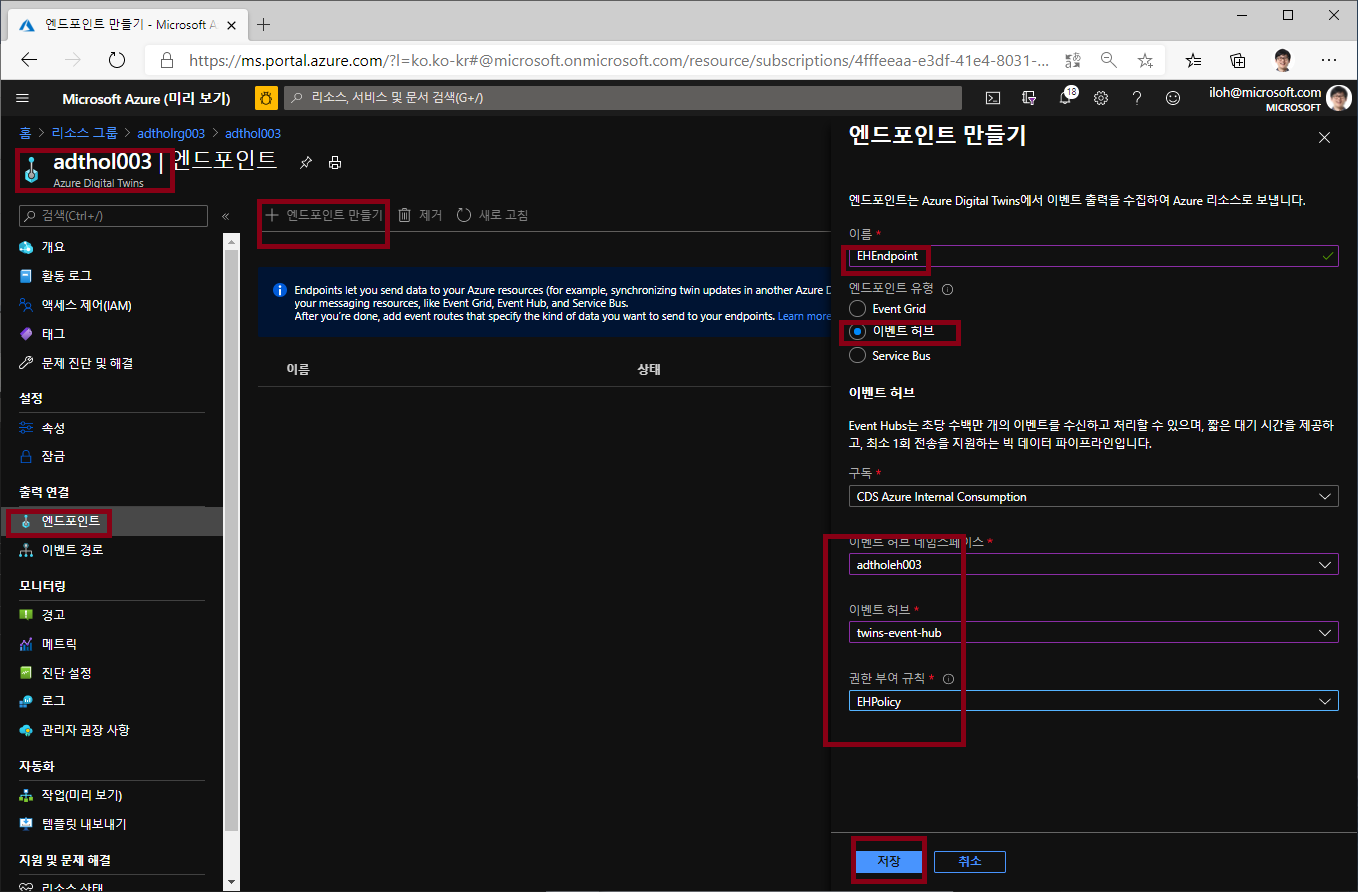 엔드포인트 만들기 - Microsoft A
https://ms.portal.azure.com/?l=ko.ko-kr#@microsoft.onmicrosoft.com/resource/subscriptions/4fffeeaa-e3df-41e4-8031-...
Microsoft Azure (미리 보기)
리소스, 서비스 및 문서 검색(G+/)
18
iloh@microsoft.com
MICROSOFT
홈 > 리소스 그룹 > adtholrg003 > adthol003
adthol003 | 엔드포인트
Azure Digital Twins
검색(Ctrl+/)
«
개요
활동 로그
액세스 제어(IAM)
태그
문제 진단 및 해결
설정
속성
잠금
출력 연결
엔드포인트
이벤트 경로
모니터링
경고
메트릭
진단 설정
로그
관리자 권장 사항
자동화
작업(미리 보기)
템플릿 내보내기
지원 및 문제 해결
리소스 상태
+ 엔드포인트 만들기
제거
새로 고침
Endpoints let you send data to your Azure resources (for example, synchronizing twin updates in another Azure D
your messaging resources, like Event Grid, Event Hub, and Service Bus.
After you're done, add event routes that specify the kind of data you want to send to your endpoints. Learn more
이름
상태
엔드포인트 만들기
엔드포인트는 Azure Digital Twins에서 이벤트 출력을 수집하여 Azure 리소스로 보냅니다.
이름 *
EHEndpoint
엔드포인트 유형
Event Grid
이벤트 허브
Service Bus
이벤트 허브
Event Hubs는 초당 수백만 개의 이벤트를 수신하고 처리할 수 있으며, 짧은 대기 시간을 제공하
고, 최소 1회 전송을 지원하는 빅 데이터 파이프라인입니다.
구독 *
CDS Azure Internal Consumption
이벤트 허브 네임스페이스 *
adtholeh003
이벤트 허브 *
twins-event-hub
권한 부여 규칙 *
EHPolicy
저장
취소